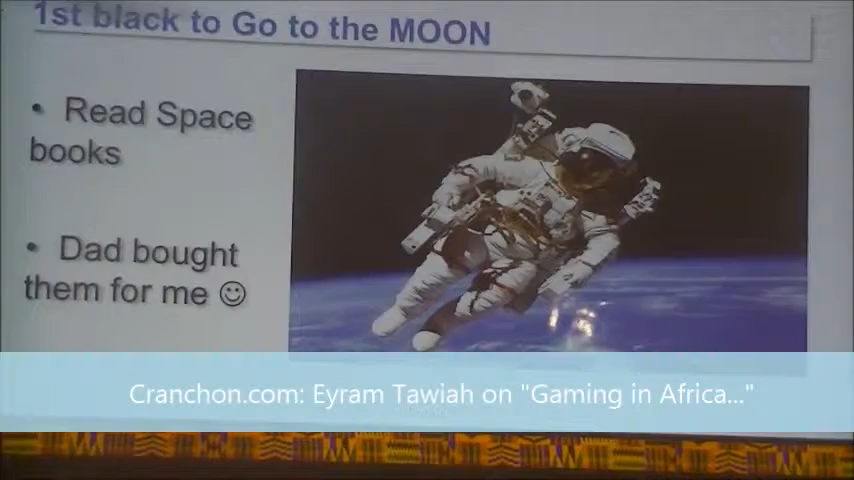 1st black to Go to the MOON
• Read Space
books
• Dad bought
them for me ☺
Cranchon.com: Eyram Tawiah on "Gaming in Africa..."